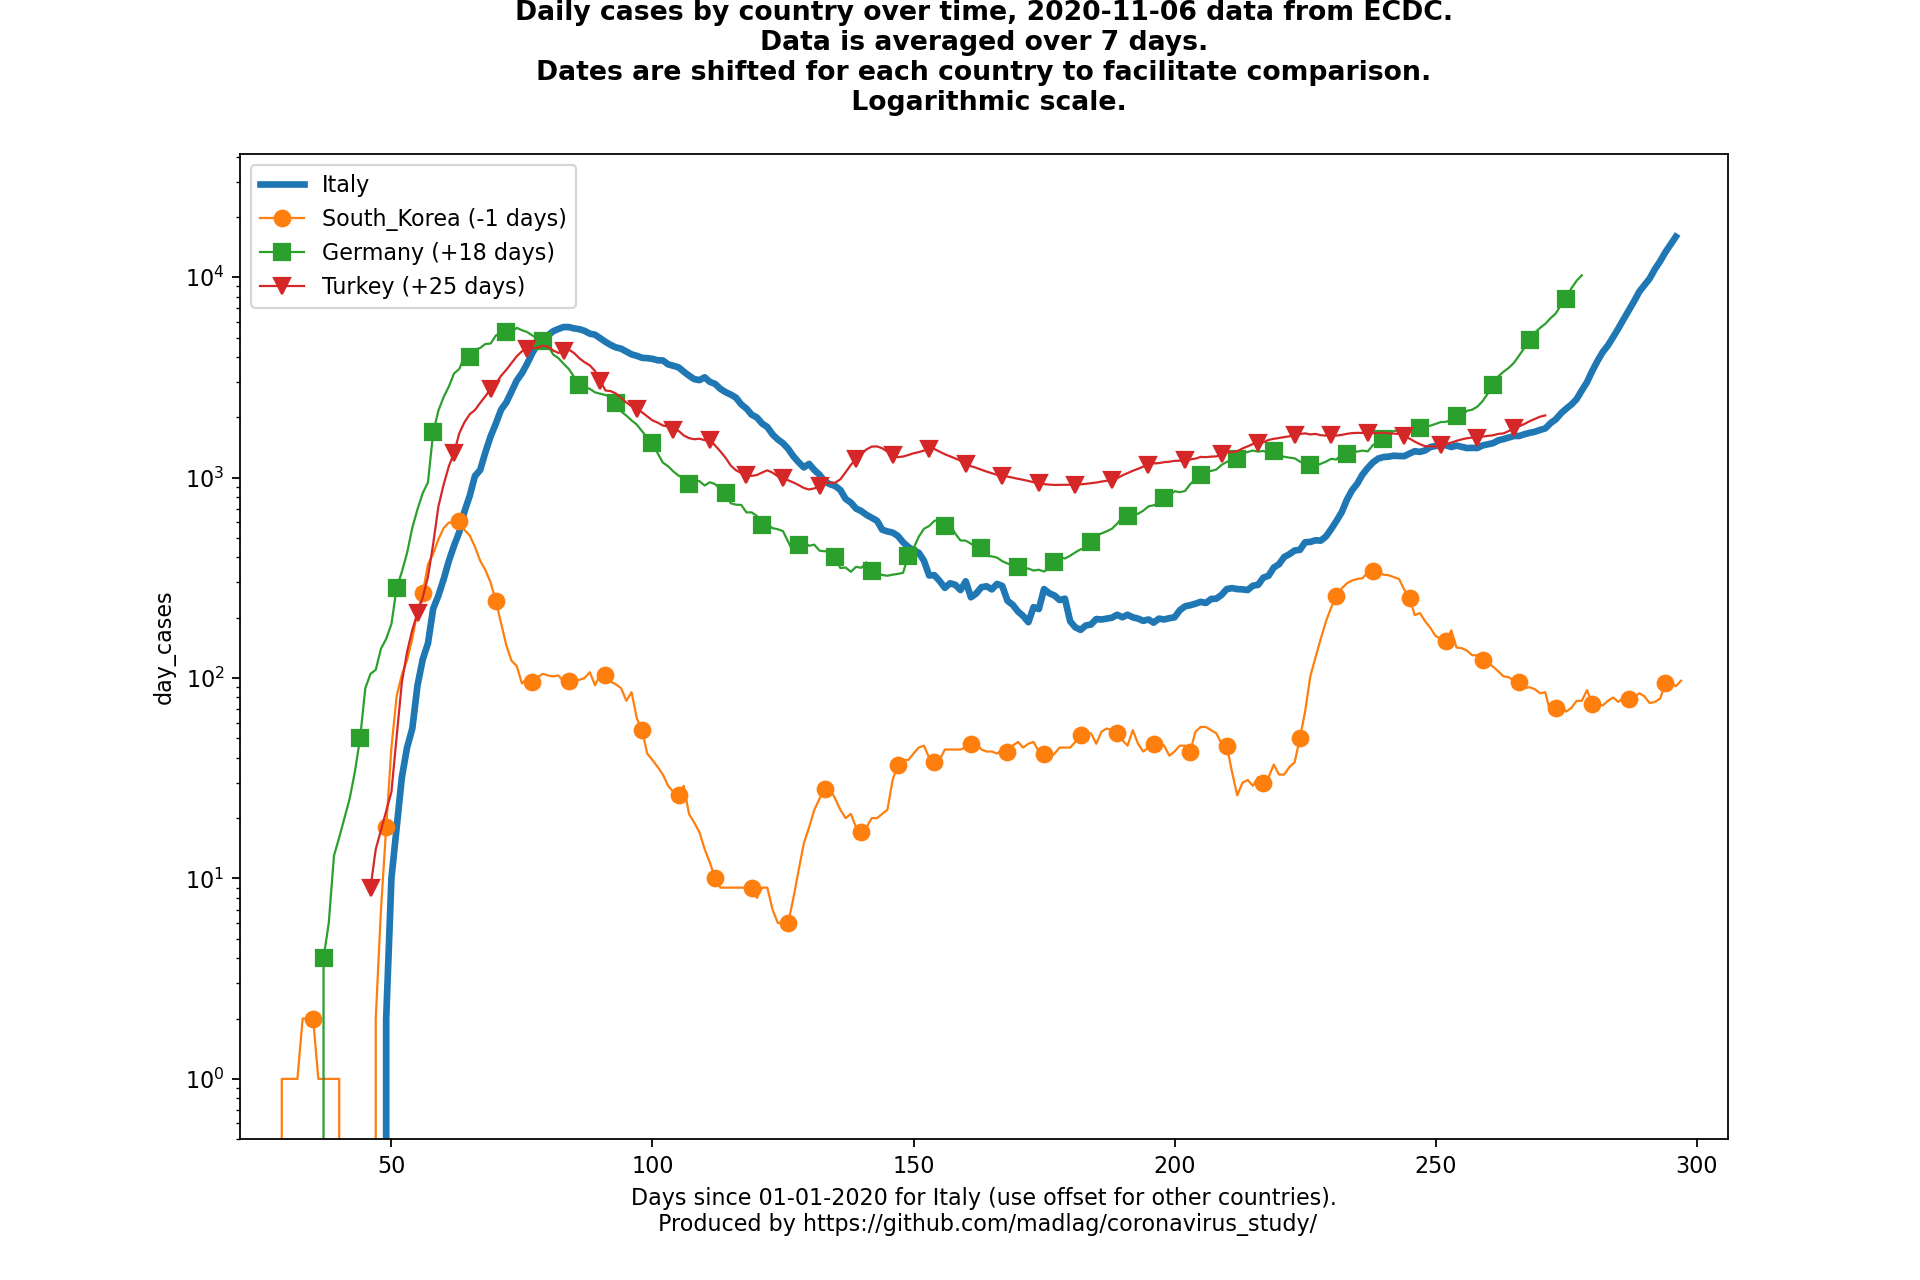 Daily cases by country over time, 2020-11-06 data from ECDC.
Data is averaged over 7 days.
Dates are shifted for each country to facilitate comparison.
Logarithmic scale.
Italy
South_Korea (-1 days)
Germany (+18 days)
Turkey (+25 days)
10⁴
10³
10²
10¹
10⁰
day_cases
50 100 150 200 250 300
Days since 01-01-2020 for Italy (use offset for other countries).
Produced by https://github.com/madlag/coronavirus_study/